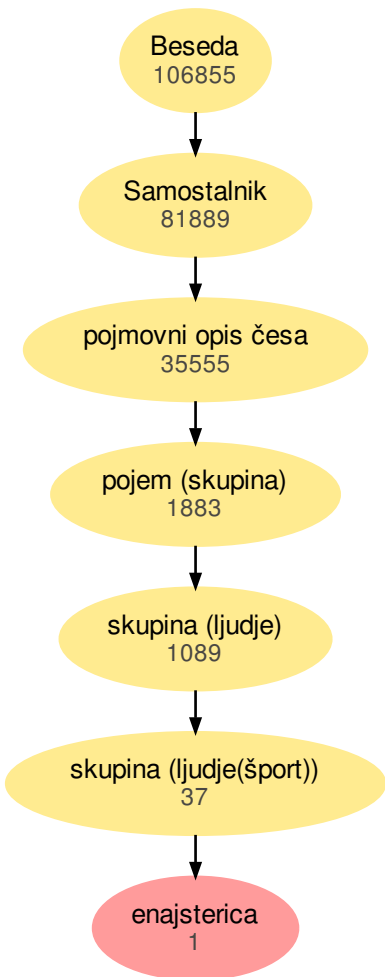 Beseda
106855
Samostalnik
81889
pojmovni opis česa
35555
pojem (skupina)
1883
skupina (ljudje)
1089
skupina (ljudje(šport))
37
enajsterica
1